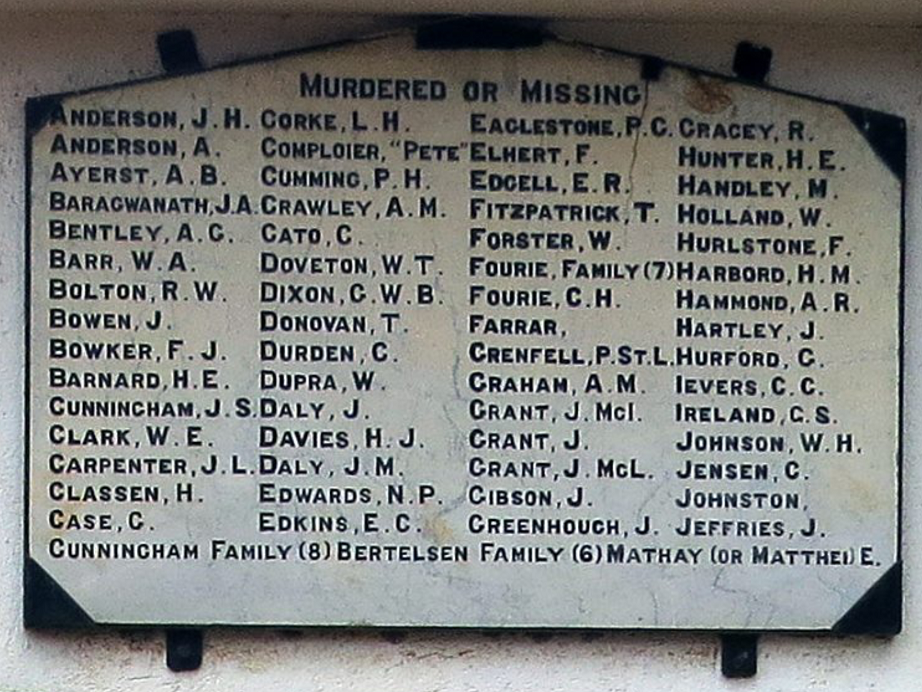 MURDERED OR MISSING
ANDERSON, J.H.
ANDERSON, A.
AYERST, A.B.
BARAGWANATH, J.A.
BENTLEY, A.G.
BARR, W.A.
BOLTON, R.W.
BOWEN, J.
BOWKER, F.J.
BARNARD, H.E.
CUNNINGHAM, J.S.
CLARK, W.E.
CARPENTER, J.L.
CLASSEN, H.
CASE, G.
CORKE, L.H.
COMPLOIER, "PETE"
CUMMING, P.H.
CRAWLEY, A.M.
CATO, C.
DOVETON, W.T.
DIXON, G.W.B.
DONOVAN, T.
DURDEN, C.
DUPRA, W.
DALY, J.
DAVIES, H.J.
DALY, J.M.
EDWARDS, N.P.
EDKINS, E.C.
EAGLESTONE, P.C.
ELHERT, F.
EDGELL, E.R.
FITZPATRICK, T.
FORSTER, W.
FOURIE, FAMILY (7)
FOURIE, C.H.
FARRAR,
GRENFELL, P.ST.L.
GRAHAM, A.M.
GRANT, J.MCI.
GRANT, J.
GRANT, J.MCL.
GIBSON, J.
GREENHOUGH, J.
GRACEY, R.
HUNTER, H.E.
HANDLEY, M.
HOLLAND, W.
HURLSTONE, F.
HARBORD, H.M.
HAMMOND, A.R.
HARTLEY, J.
HURFORD, G.
IEVERS, G.C.
IRELAND, G.S.
JOHNSON, W.H.
JENSEN, C.
JOHNSTON,
JEFFRIES, J.
CUNNINGHAM FAMILY (8) BERTELSEN FAMILY (6) MATHAY (OR MATTHEI) E.